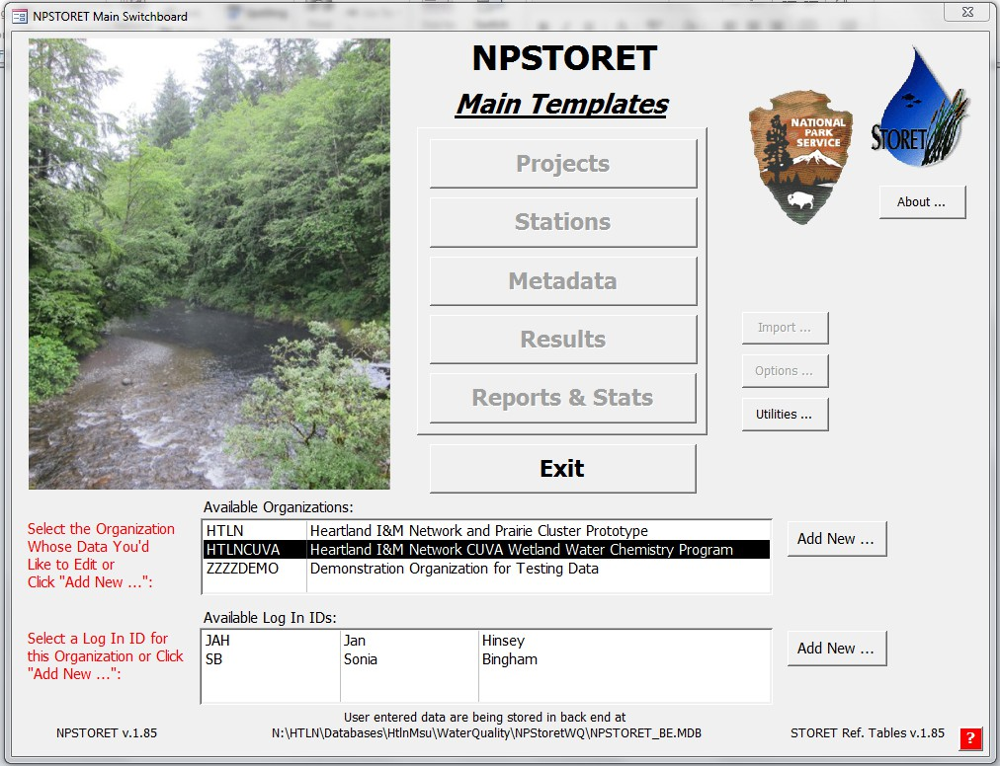 NPSTORET Main Switchboard
NPSTORET
Main Templates
Projects
Stations
Metadata
Results
Reports & Stats
Exit
NATIONAL
PARK
SERVICE
STORET
About ...
Import ...
Options ...
Utilities ...
Available Organizations:
Select the Organization
Whose Data You'd
Like to Edit or
Click "Add New ...":
HTLN Heartland I&M Network and Prairie Cluster Prototype
HTLNCUVA Heartland I&M Network CUVA Wetland Water Chemistry Program
ZZZZDEMO Demonstration Organization for Testing Data
Add New ...
Available Log In IDs:
Select a Log In ID for
this Organization or Click
"Add New ...":
JAH Jan Hinsey
SB Sonia Bingham
Add New ...
User entered data are being stored in back end at
NPSTORET v.1.85
N:\HTLN\Databases\HtlnMsu\WaterQuality\NPStoretWQ\NPSTORET_BE.MDB
STORET Ref. Tables v.1.85
?